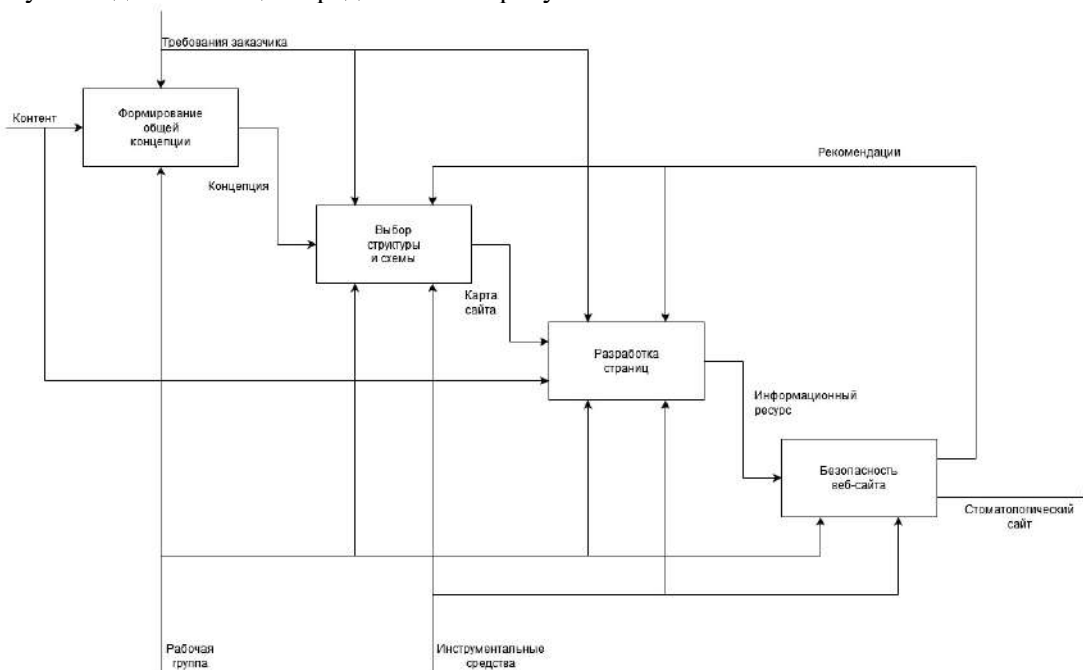 Требования заказчика
Формирование
общей
концепции
Контент
Рекомендации
Концепция
Выбор
структуры
и схемы
Карта
сайта
Разработка
страниц
Информационный
ресурс
Безопасность
веб-сайта
Стоматологический
сайт
Рабочая
группа
Инструментальные
средства